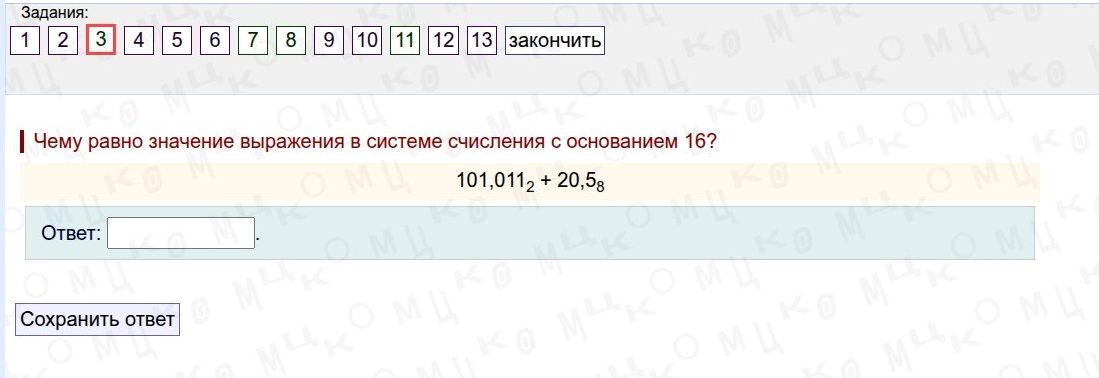 Задания:
1 2 3 4 5 6 7 8 9 10 11 12 13 закончить
Чему равно значение выражения в системе счисления с основанием 16?
101,011₂ + 20,5₈
Ответ: .
Сохранить ответ